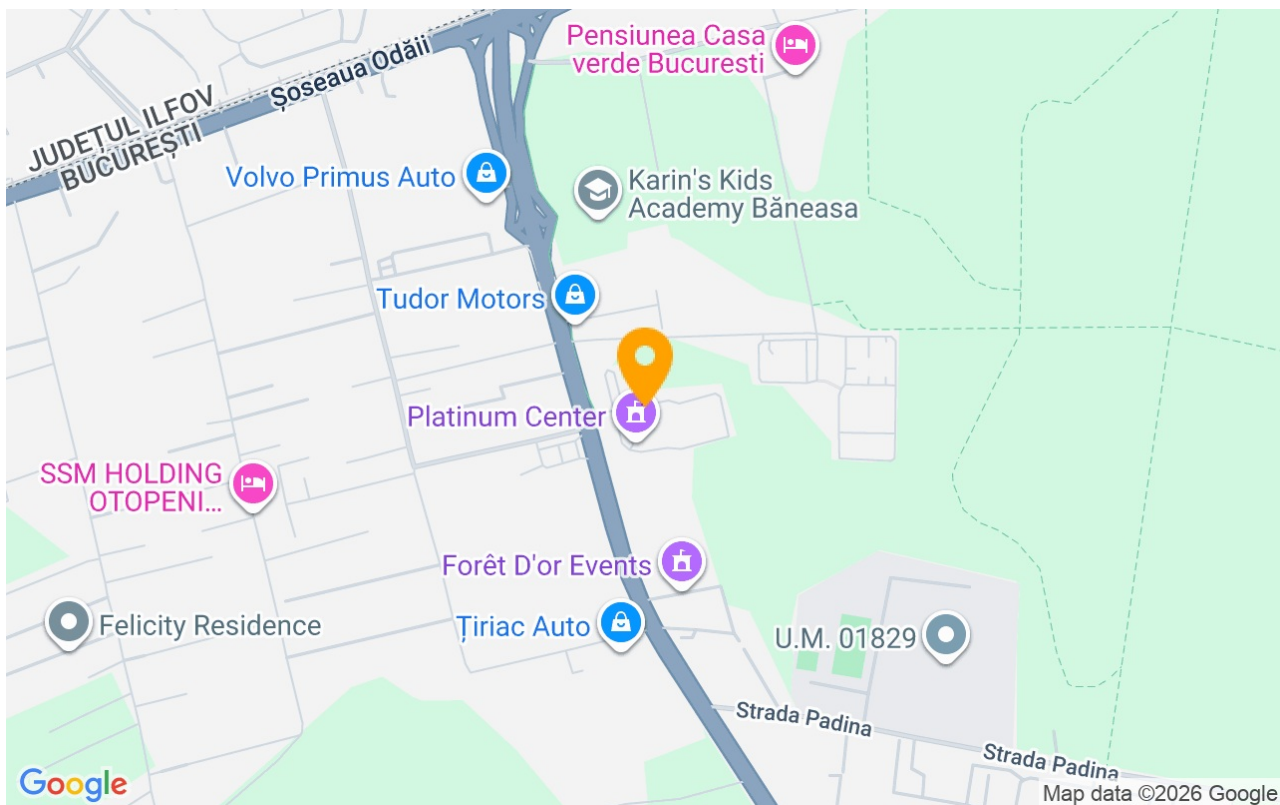 Pensiunea Casa
verde Bucuresti
Șoseaua Odăii
JUDEȚUL ILFOV
BUCUREȘTI
Volvo Primus Auto
Karin's Kids
Academy Băneasa
Tudor Motors
Platinum Center
SSM HOLDING
OTOPENI...
Forêt D'or Events
Felicity Residence
Țiriac Auto
U.M. 01829
Strada Padina
Strada Padina
Google
Map data ©2026 Google